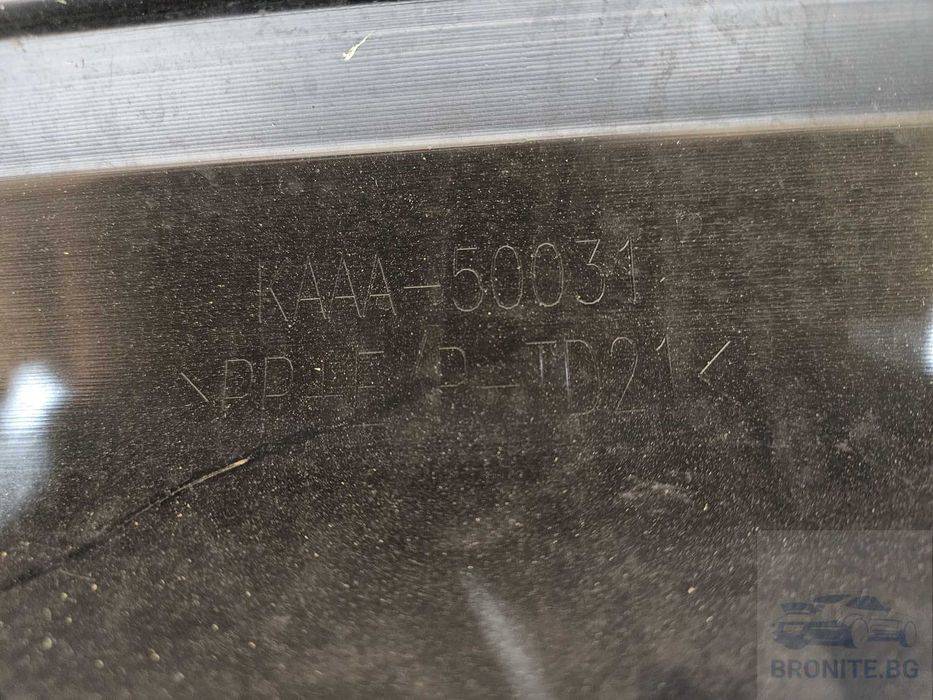 KAAA-50031
>PP+E/P-TD21<
BRONITE.BG